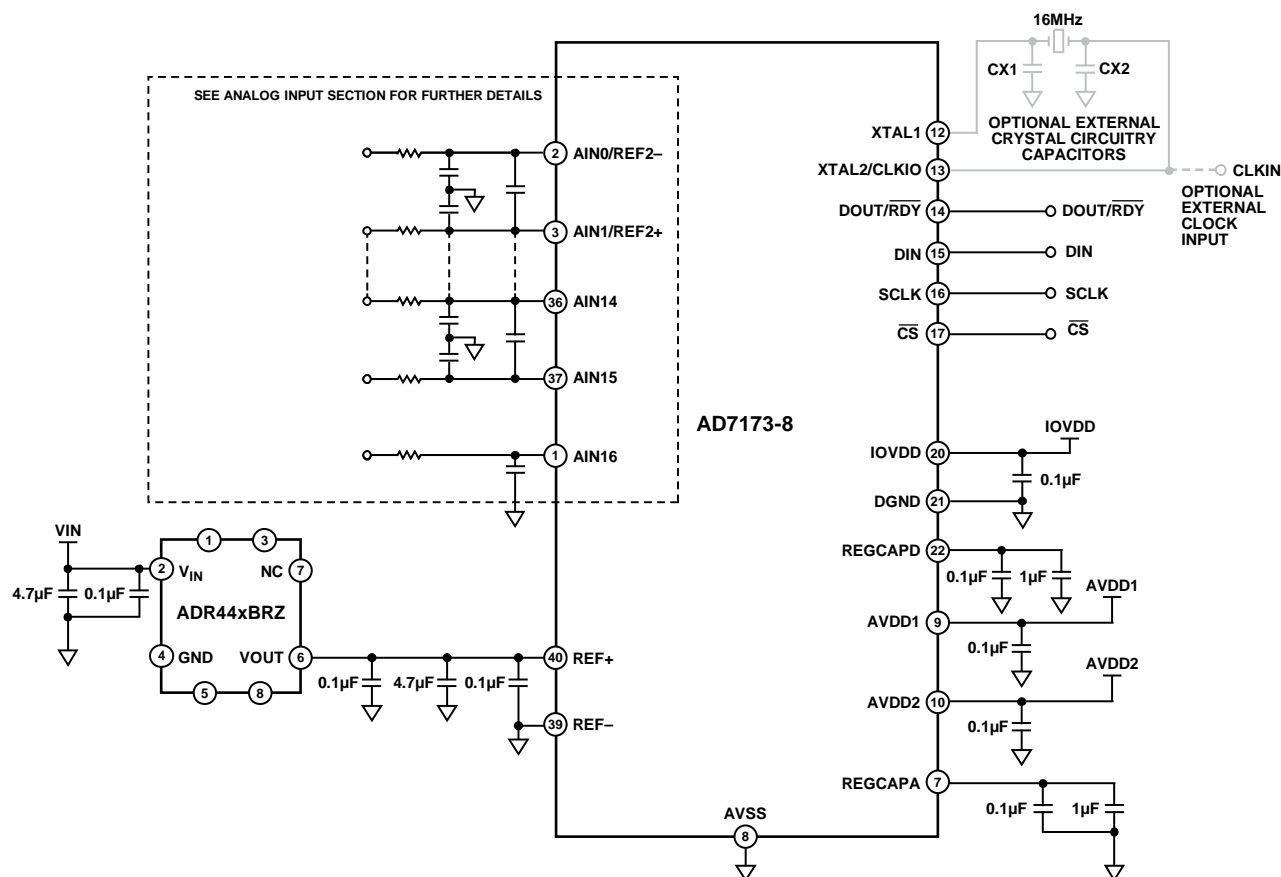 16MHz
CX1
CX2
OPTIONAL EXTERNAL
CRYSTAL CIRCUITRY
CAPACITORS
SEE ANALOG INPUT SECTION FOR FURTHER DETAILS
XTAL1 12
2 AIN0/REF2−
XTAL2/CLKIO 13
CLKIN
OPTIONAL
EXTERNAL
CLOCK
INPUT
DOUT/RDY 14 DOUT/RDY
3 AIN1/REF2+
DIN 15 DIN
36 AIN14
SCLK 16 SCLK
CS 17 CS
37 AIN15
AD7173-8
IOVDD
1 AIN16
IOVDD 20
0.1µF
DGND 21
VIN
1
3
REGCAPD 22
2 VIN
NC 7
4.7µF
0.1µF
0.1µF
1µF
ADR44xBRZ
AVDD1
AVDD1 9
0.1µF
4 GND
VOUT 6
40 REF+
AVDD2
0.1µF
4.7µF
0.1µF
5
8
AVDD2 10
39 REF−
0.1µF
REGCAPA 7
0.1µF
1µF
AVSS
8